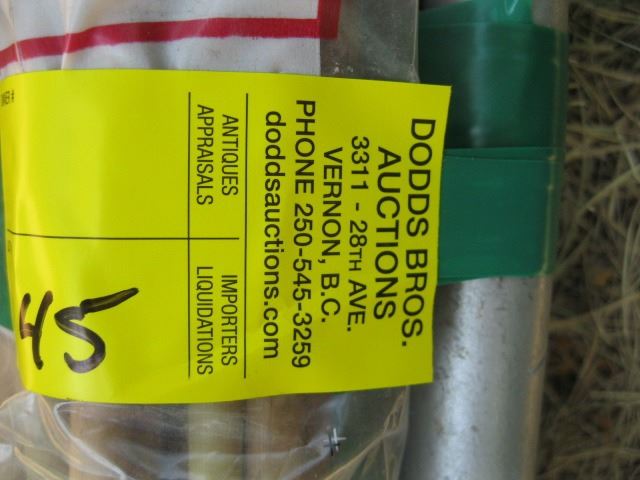 DODDS BROS.
AUCTIONS
3311 - 28TH AVE.
VERNON, B.C.
PHONE 250-545-3259
doddsauctions.com
ANTIQUES IMPORTERS
APPRAISALS LIQUIDATIONS
45